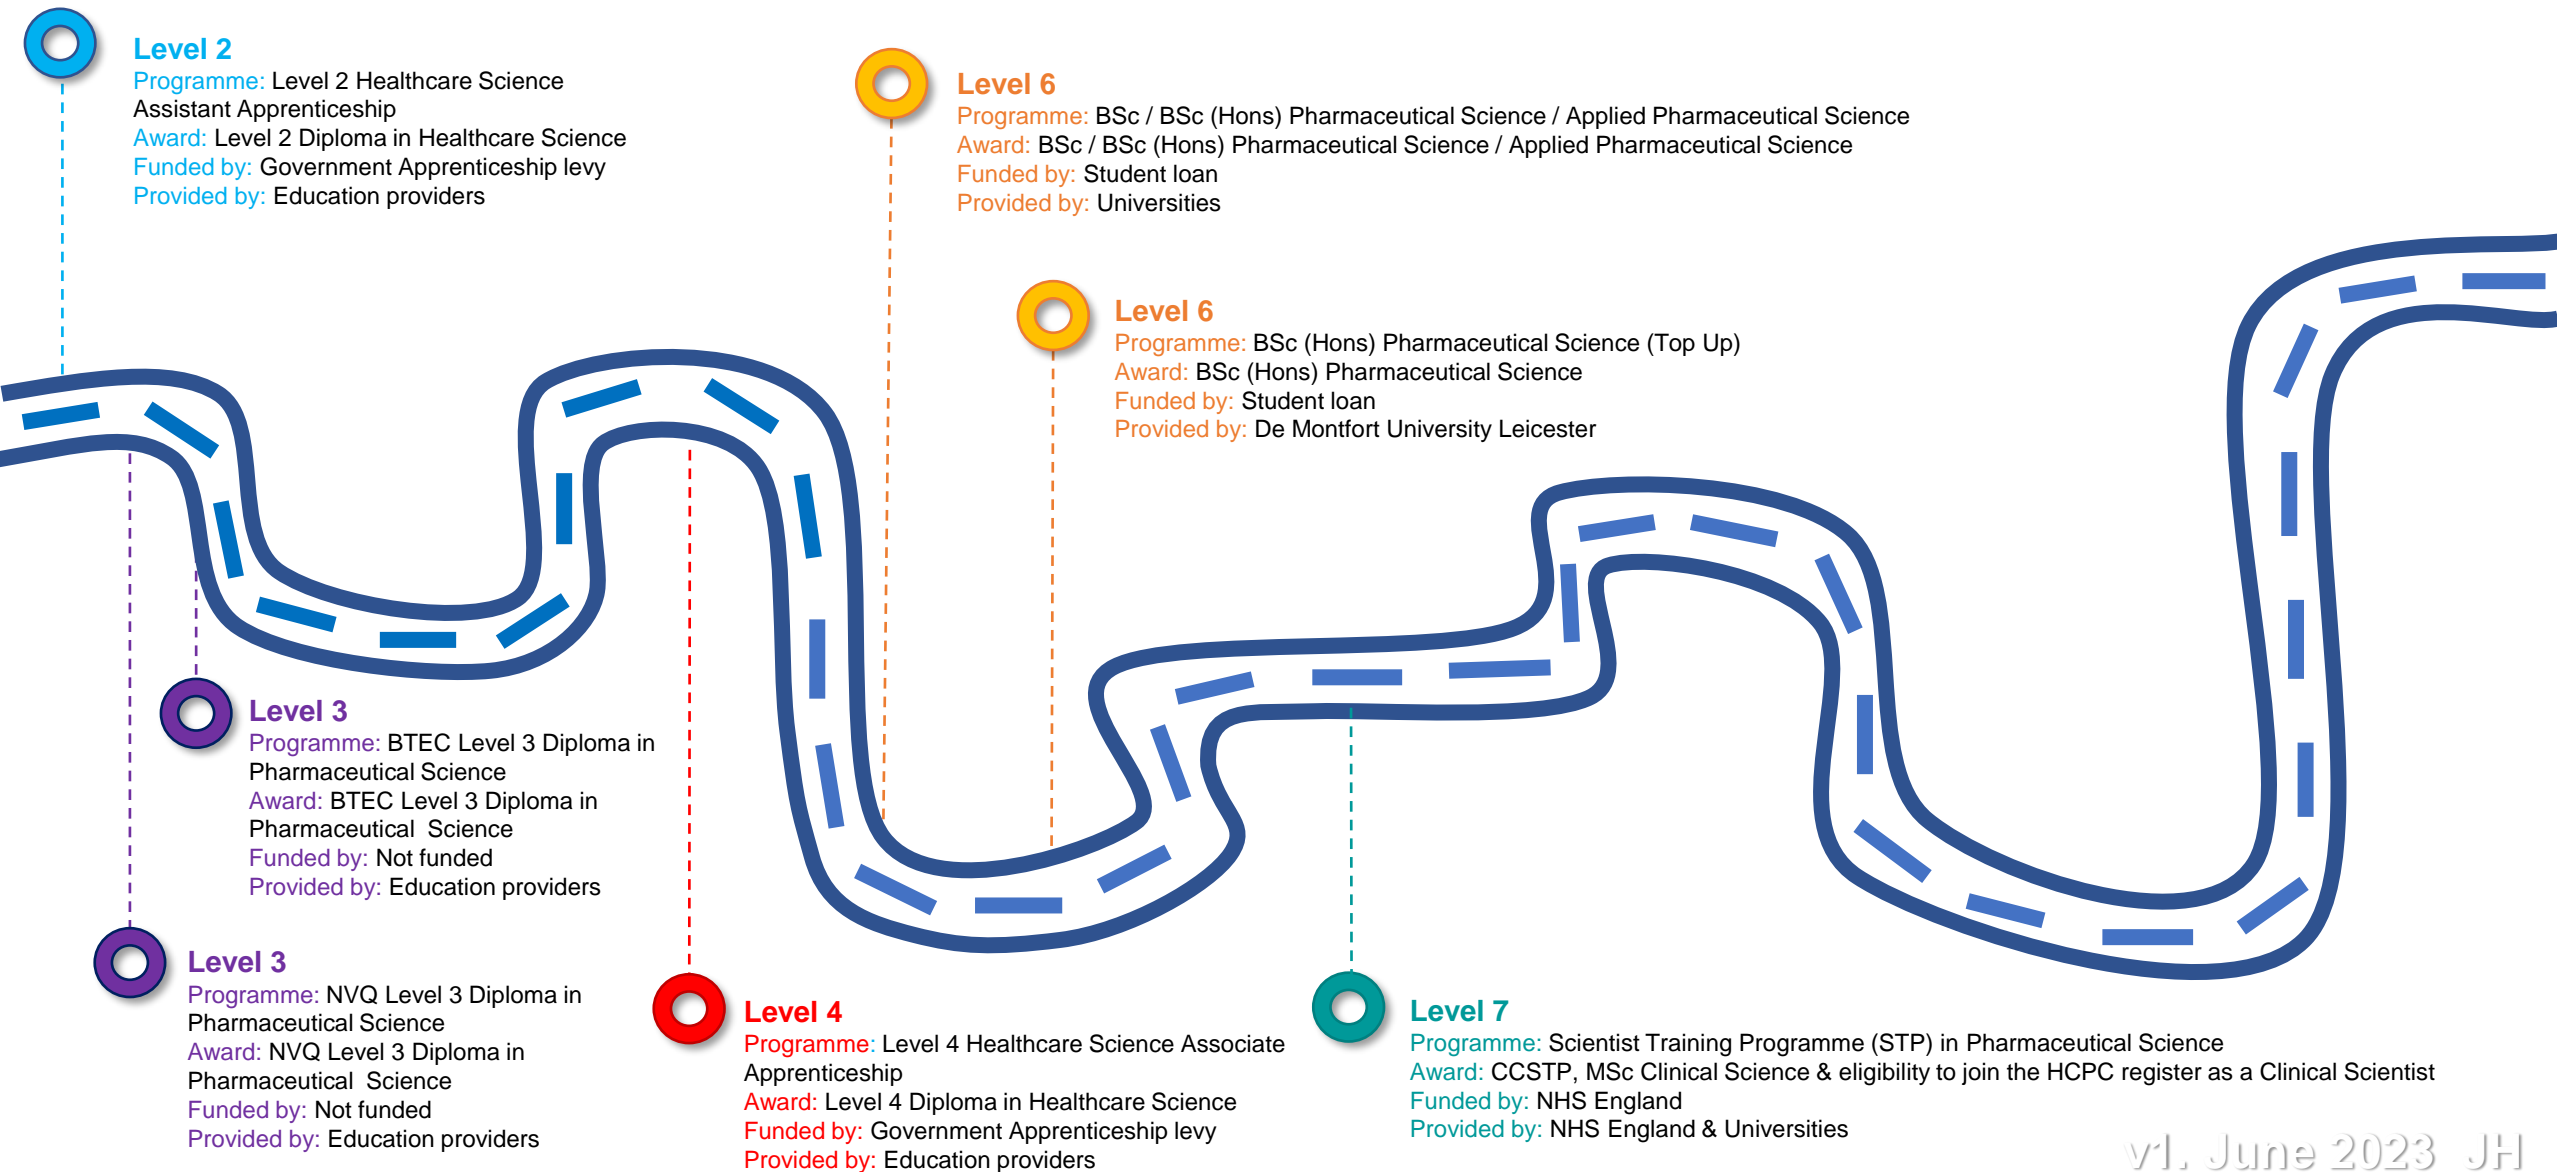 Level 2
Programme: Level 2 Healthcare Science
Assistant Apprenticeship
Award: Level 2 Diploma in Healthcare Science
Funded by: Government Apprenticeship levy
Provided by: Education providers
Level 6
Programme: BSc / BSc (Hons) Pharmaceutical Science / Applied Pharmaceutical Science
Award: BSc / BSc (Hons) Pharmaceutical Science / Applied Pharmaceutical Science
Funded by: Student loan
Provided by: Universities
Level 6
Programme: BSc (Hons) Pharmaceutical Science (Top Up)
Award: BSc (Hons) Pharmaceutical Science
Funded by: Student loan
Provided by: De Montfort University Leicester
Level 3
Programme: BTEC Level 3 Diploma in
Pharmaceutical Science
Award: BTEC Level 3 Diploma in
Pharmaceutical Science
Funded by: Not funded
Provided by: Education providers
Level 3
Programme: NVQ Level 3 Diploma in
Pharmaceutical Science
Award: NVQ Level 3 Diploma in
Pharmaceutical Science
Funded by: Not funded
Provided by: Education providers
Level 4
Programme: Level 4 Healthcare Science Associate
Apprenticeship
Award: Level 4 Diploma in Healthcare Science
Funded by: Government Apprenticeship levy
Provided by: Education providers
Level 7
Programme: Scientist Training Programme (STP) in Pharmaceutical Science
Award: CCSTP, MSc Clinical Science & eligibility to join the HCPC register as a Clinical Scientist
Funded by: NHS England
Provided by: NHS England & Universities
v1. June 2023 JH